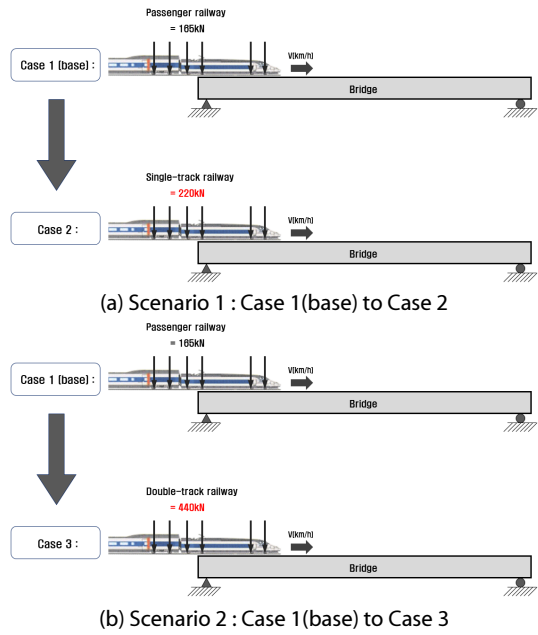 Passenger railway
= 165kN
Case 1 (base) :
V[km/h]
Bridge
Single-track railway
= 220kN
Case 2 :
V[km/h]
Bridge
(a) Scenario 1 : Case 1(base) to Case 2
Passenger railway
= 165kN
Case 1 (base) :
V[km/h]
Bridge
Double-track railway
= 440kN
Case 3 :
V[km/h]
Bridge
(b) Scenario 2 : Case 1(base) to Case 3